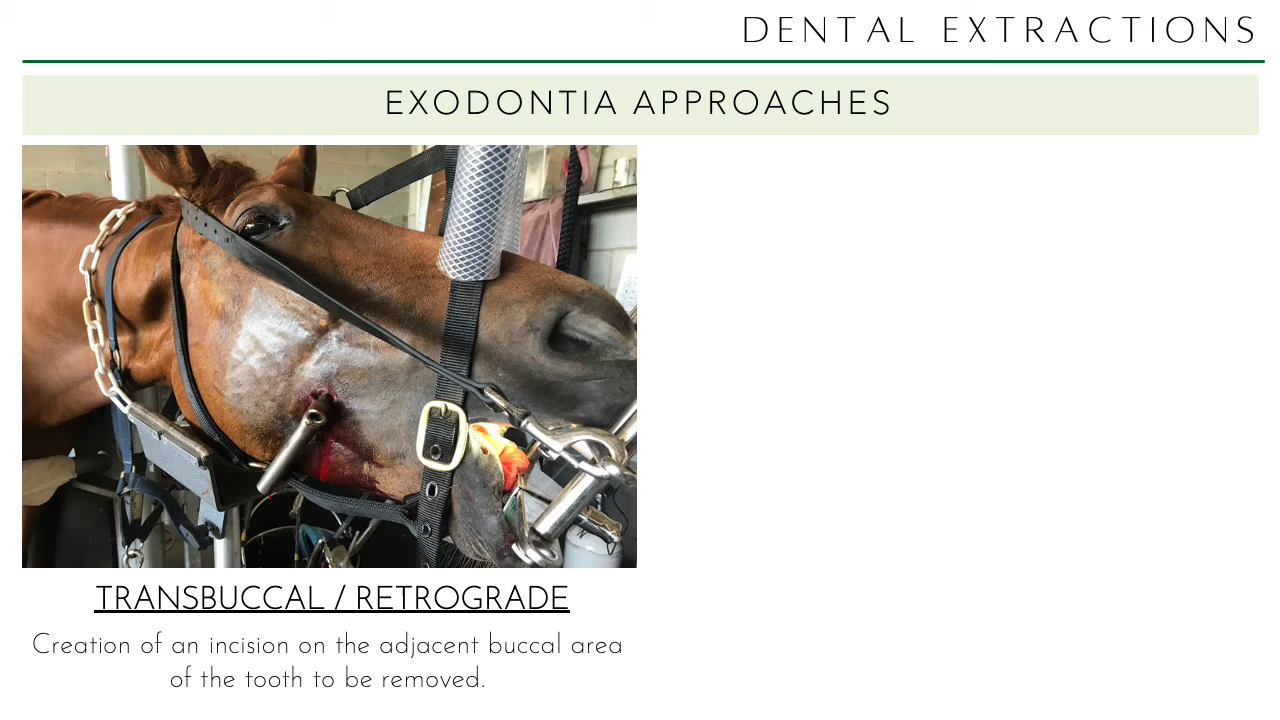 DENTAL EXTRACTIONS
EXODONTIA APPROACHES
TRANSBUCCAL / RETROGRADE
Creation of an incision on the adjacent buccal area
of the tooth to be removed.